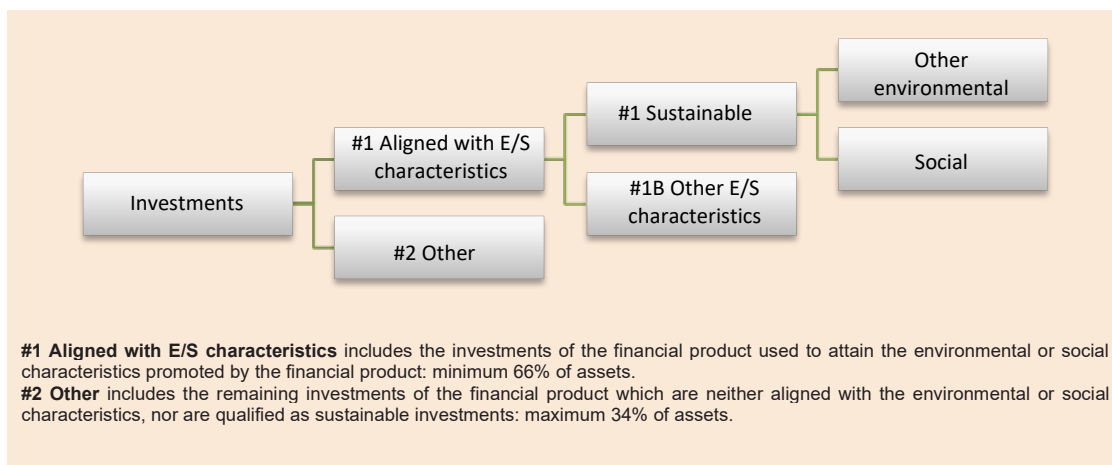 Other
environmental
#1 Sustainable
#1 Aligned with E/S
characteristics
Social
Investments
#1B Other E/S
characteristics
#2 Other
#1 Aligned with E/S characteristics includes the investments of the financial product used to attain the environmental or social
characteristics promoted by the financial product: minimum 66% of assets.
#2 Other includes the remaining investments of the financial product which are neither aligned with the environmental or social
characteristics, nor are qualified as sustainable investments: maximum 34% of assets.